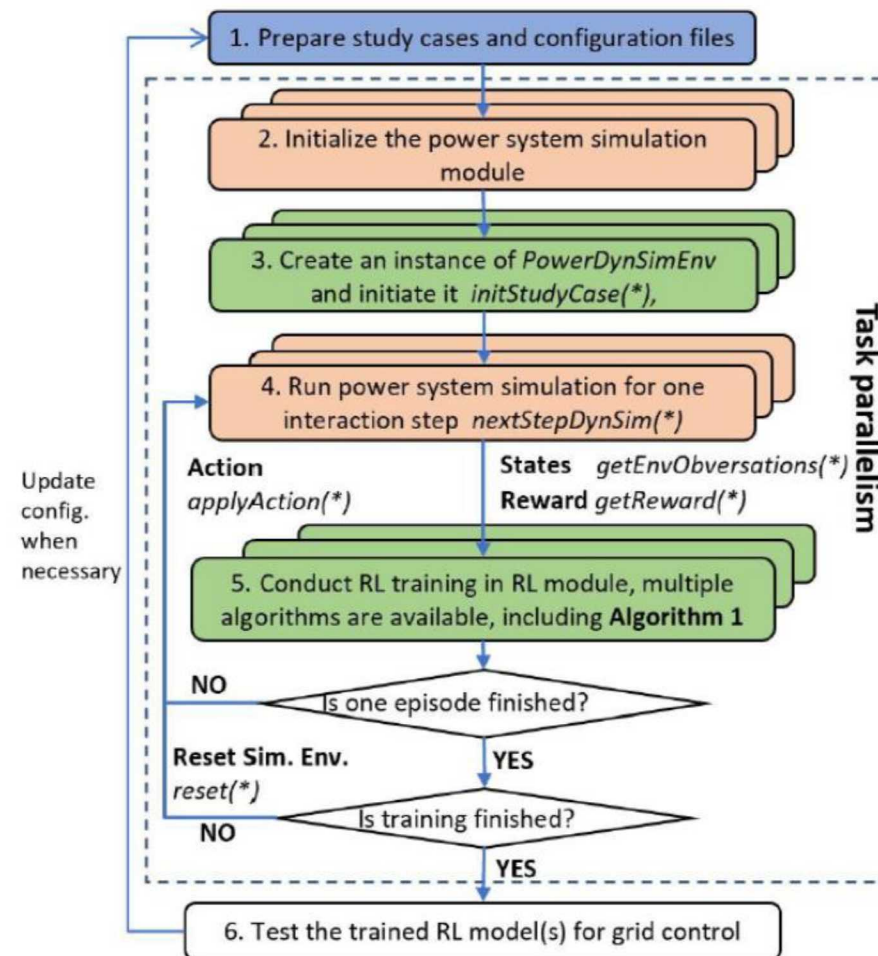 1. Prepare study cases and configuration files
2. Initialize the power system simulation
module
3. Create an instance of PowerDynSimEnv
and initiate it initStudyCase(*),
Task parallelism
4. Run power system simulation for one
interaction step nextStepDynSim(*)
Action
applyAction(*)
States getEnvObversations(*)
Reward getReward(*)
Update
config.
when
necessary
5. Conduct RL training in RL module, multiple
algorithms are available, including Algorithm 1
NO
Is one episode finished?
YES
Reset Sim. Env.
reset(*)
NO
Is training finished?
YES
6. Test the trained RL model(s) for grid control